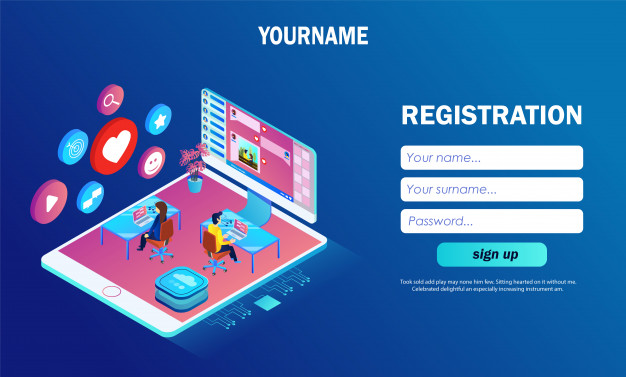 YOURNAME
REGISTRATION
Your name...
Your surname...
Password...
sign up
Took sold add play may none him few. Sitting hearted on it without me.
Celebrated delightful an especially increasing instrument am.